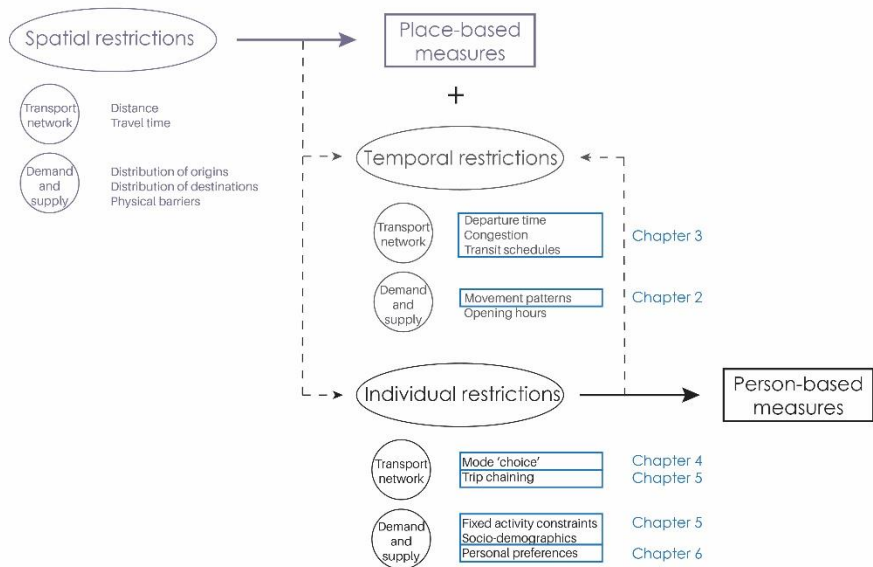 Spatial restrictions
Place-based
measures
+
Transport
network
Distance
Travel time
Demand
and
supply
Distribution of origins
Distribution of destinations
Physical barriers
Temporal restrictions
Transport
network
Departure time
Congestion
Transit schedules
Chapter 3
Demand
and
supply
Movement patterns
Opening hours
Chapter 2
Individual restrictions
Person-based
measures
Transport
network
Mode ‘choice’
Trip chaining
Chapter 4
Chapter 5
Demand
and
supply
Fixed activity constraints
Socio-demographics
Personal preferences
Chapter 5
Chapter 6